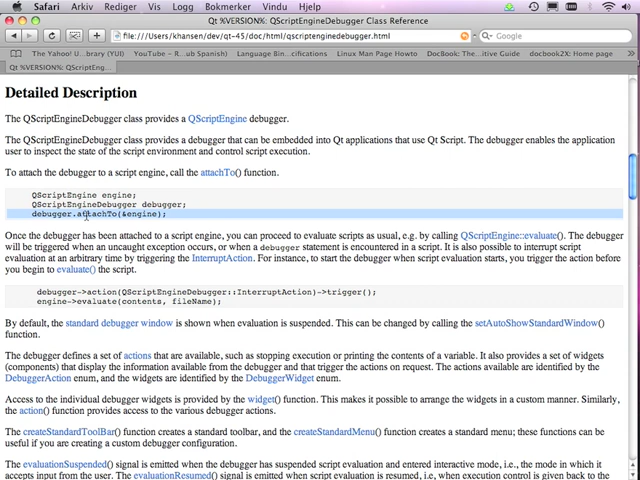 Safari Arkiv Rediger Vis Logg Bokmerker Vindu Hjelp
Qt %VERSION%: QScriptEngineDebugger Class Reference
file:///Users/khansen/dev/qt-45/doc/html/qscriptenginedebugger.html
Google
The Yahoo! U...brary (YUI) YouTube - R...ub Spanish) Language Bin...cifications Linux Man Page Howto DocBook: The...itive Guide docbook2X: Home page
Qt %VERSION%: QScriptEng...
Detailed Description
The QScriptEngineDebugger class provides a QScriptEngine debugger.
The QScriptEngineDebugger class provides a debugger that can be embedded into Qt applications that use Qt Script. The debugger enables the application
user to inspect the state of the script environment and control script execution.
To attach the debugger to a script engine, call the attachTo() function.
QScriptEngine engine;
QScriptEngineDebugger debugger;
debugger.attachTo(&engine);
Once the debugger has been attached to a script engine, you can proceed to evaluate scripts as usual, e.g. by calling QScriptEngine::evaluate(). The debugger
will be triggered when an uncaught exception occurs, or when a debugger statement is encountered in a script. It is also possible to interrupt script
evaluation at an arbitrary time by triggering the InterruptAction. For instance, to start the debugger when script evaluation starts, you trigger the action before
you begin to evaluate() the script.
debugger->action(QScriptEngineDebugger::InterruptAction)->trigger();
engine->evaluate(contents, fileName);
By default, the standard debugger window is shown when evaluation is suspended. This can be changed by calling the setAutoShowStandardWindow()
function.
The debugger defines a set of actions that are available, such as stopping execution or printing the contents of a variable. It also provides a set of widgets
(components) that display the information available from the debugger and that trigger the actions on request. The actions available are identified by the
DebuggerAction enum, and the widgets are identified by the DebuggerWidget enum.
Access to the individual debugger widgets is provided by the widget() function. This makes it possible to arrange the widgets in a custom manner. Similarly,
the action() function provides access to the various debugger actions.
The createStandardToolBar() function creates a standard toolbar, and the createStandardMenu() function creates a standard menu; these functions can be
useful if you are creating a custom debugger configuration.
The evaluationSuspended() signal is emitted when the debugger has suspended script evaluation and entered interactive mode, i.e., the mode in which it
accepts input from the user. The evaluationResumed() signal is emitted when script evaluation is resumed, i.e, when execution control is given back to the